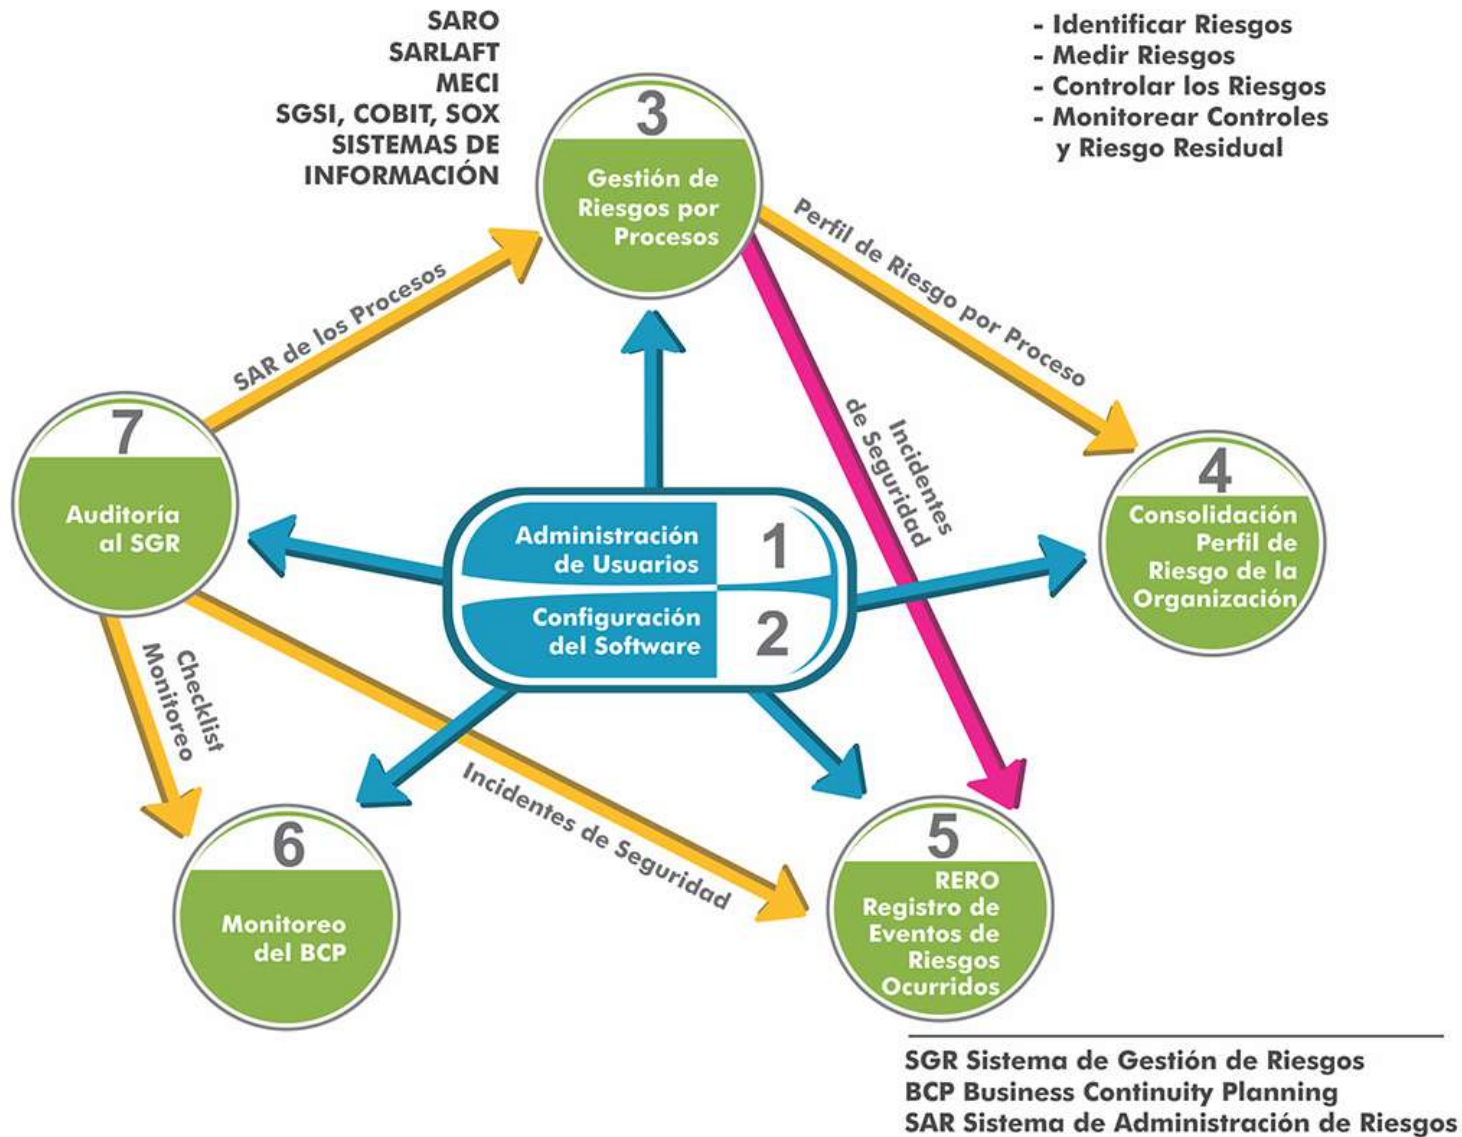 SARO
SARLAFT
MECI
SGSI, COBIT, SOX
SISTEMAS DE
INFORMACIÓN
- Identificar Riesgos
- Medir Riesgos
- Controlar los Riesgos
- Monitorear Controles
y Riesgo Residual
3
Gestión de
Riesgos por
Procesos
SAR de los Procesos
Perfil de Riesgo por Proceso
Incidentes
de Seguridad
7
Auditoría
al SGR
4
Consolidación
Perfil de
Riesgo de la
Organización
Administración
de Usuarios
1
Configuración
del Software
2
Checklist
Monitoreo
Incidentes de Seguridad
6
Monitoreo
del BCP
5
RERO
Registro de
Eventos de
Riesgos
Ocurridos
SGR Sistema de Gestión de Riesgos
BCP Business Continuity Planning
SAR Sistema de Administración de Riesgos